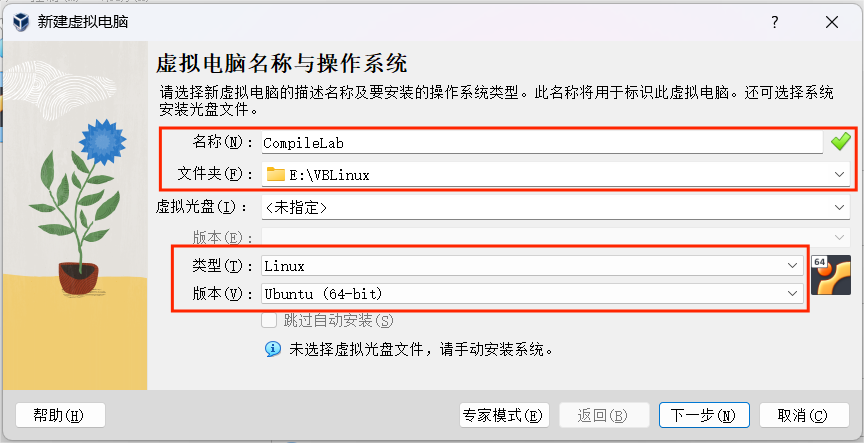 新建虚拟电脑
?
虚拟电脑名称与操作系统
请选择新虚拟电脑的描述名称及要安装的操作系统类型。此名称将用于标识此虚拟电脑。还可选择系统
安装光盘文件。
名称(N): CompileLab
文件夹(F): E:\VBLinux
虚拟光盘(I): <未指定>
版本(E):
类型(T): Linux
64
版本(V): Ubuntu (64-bit)
跳过自动安装(S)
未选择虚拟光盘文件，请手动安装系统。
帮助(H) 专家模式(E) 返回(B) 下一步(N) 取消(C)